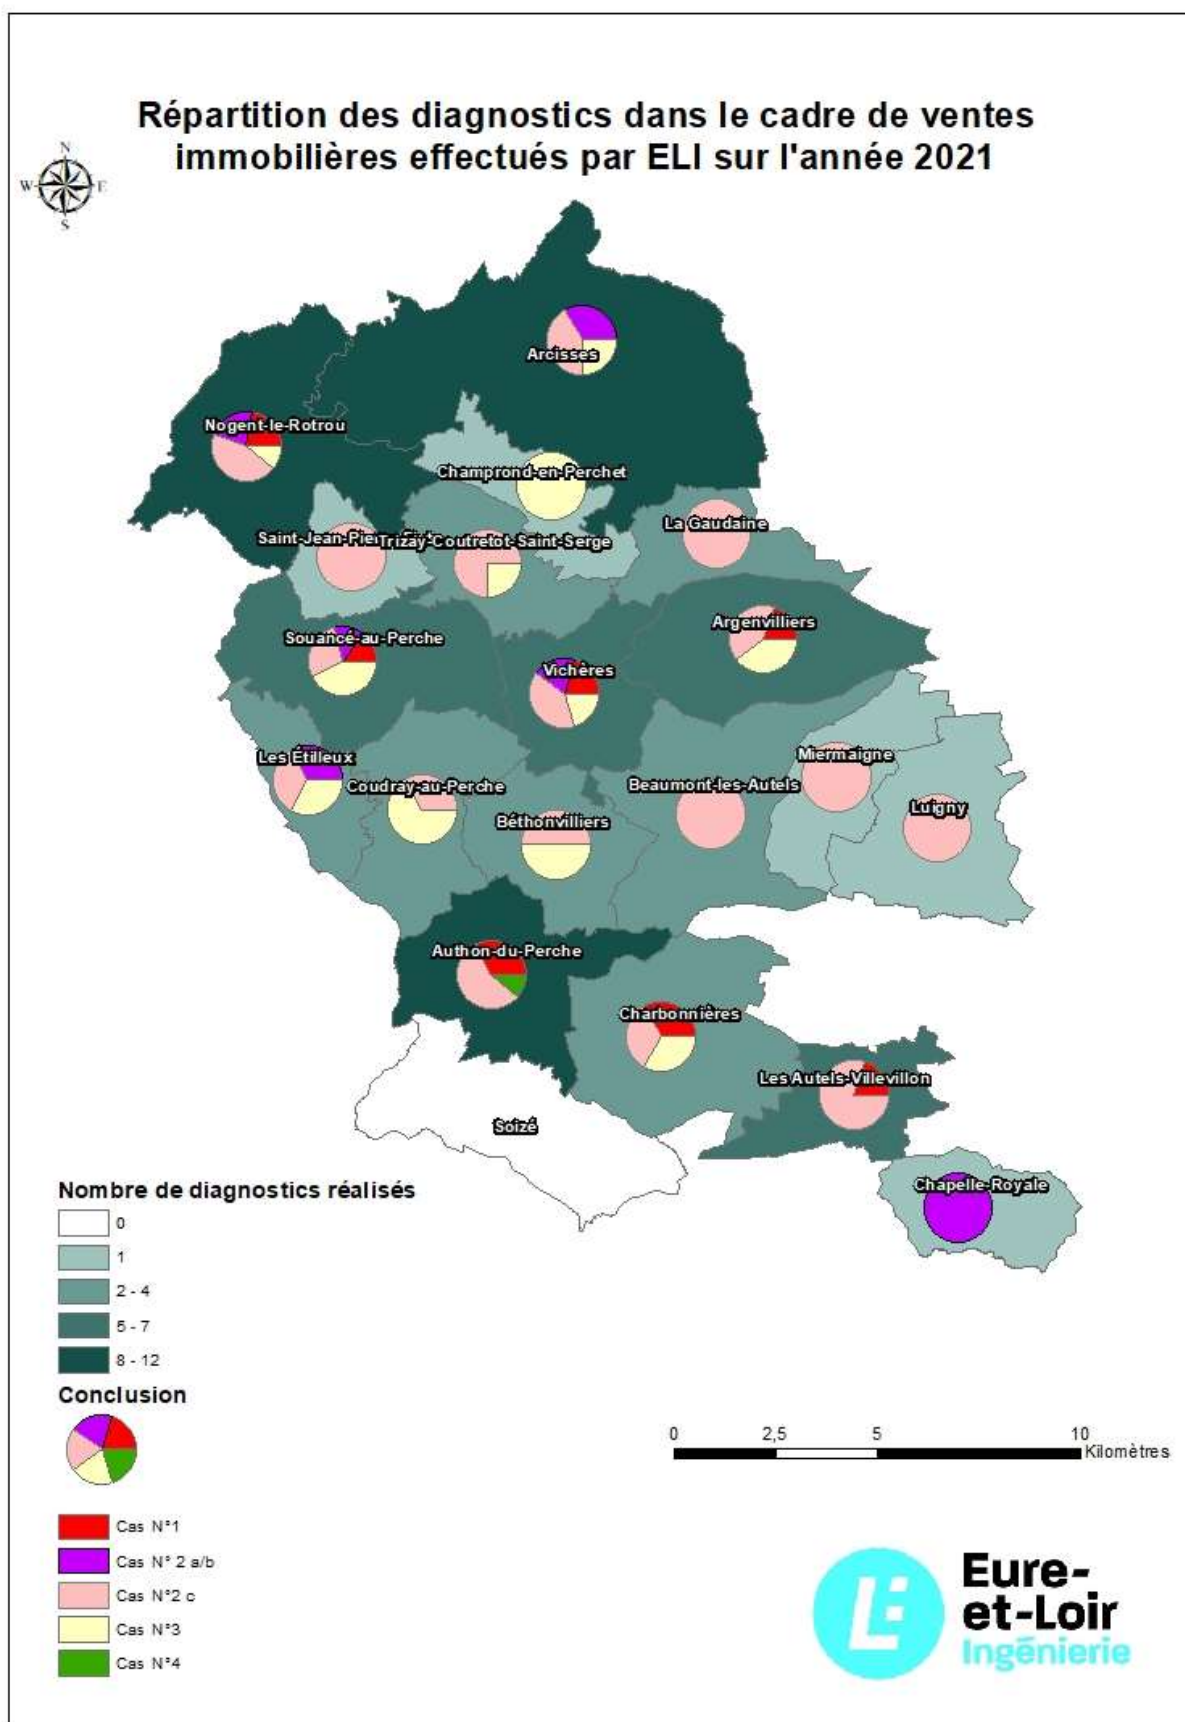 Répartition des diagnostics dans le cadre de ventes
immobilières effectués par ELI sur l'année 2021
N
W
E
S
Arcisses
Nogent-le-Rotrou
Champrond-en-Perchet
La Gaudaine
Saint-Jean-Pier
Trizay-Coutretot-Saint-Serge
Argenvilliers
Souancé-au-Perche
Vichères
Les Étilleux
Miermaigne
Coudray-au-Perche
Beaumont-les-Autels
Luigny
Béthonvilliers
Authon-du-Perche
Charbonnières
Les Autels-Villevillon
Soizé
Chapelle-Royale
Nombre de diagnostics réalisés
0
1
2 - 4
5 - 7
8 - 12
Conclusion
0 2,5 5 10
Kilomètres
Cas N°1
Cas N° 2 a/b
Cas N°2 c
Cas N°3
Cas N°4
Eure-
et-Loir
Ingénierie